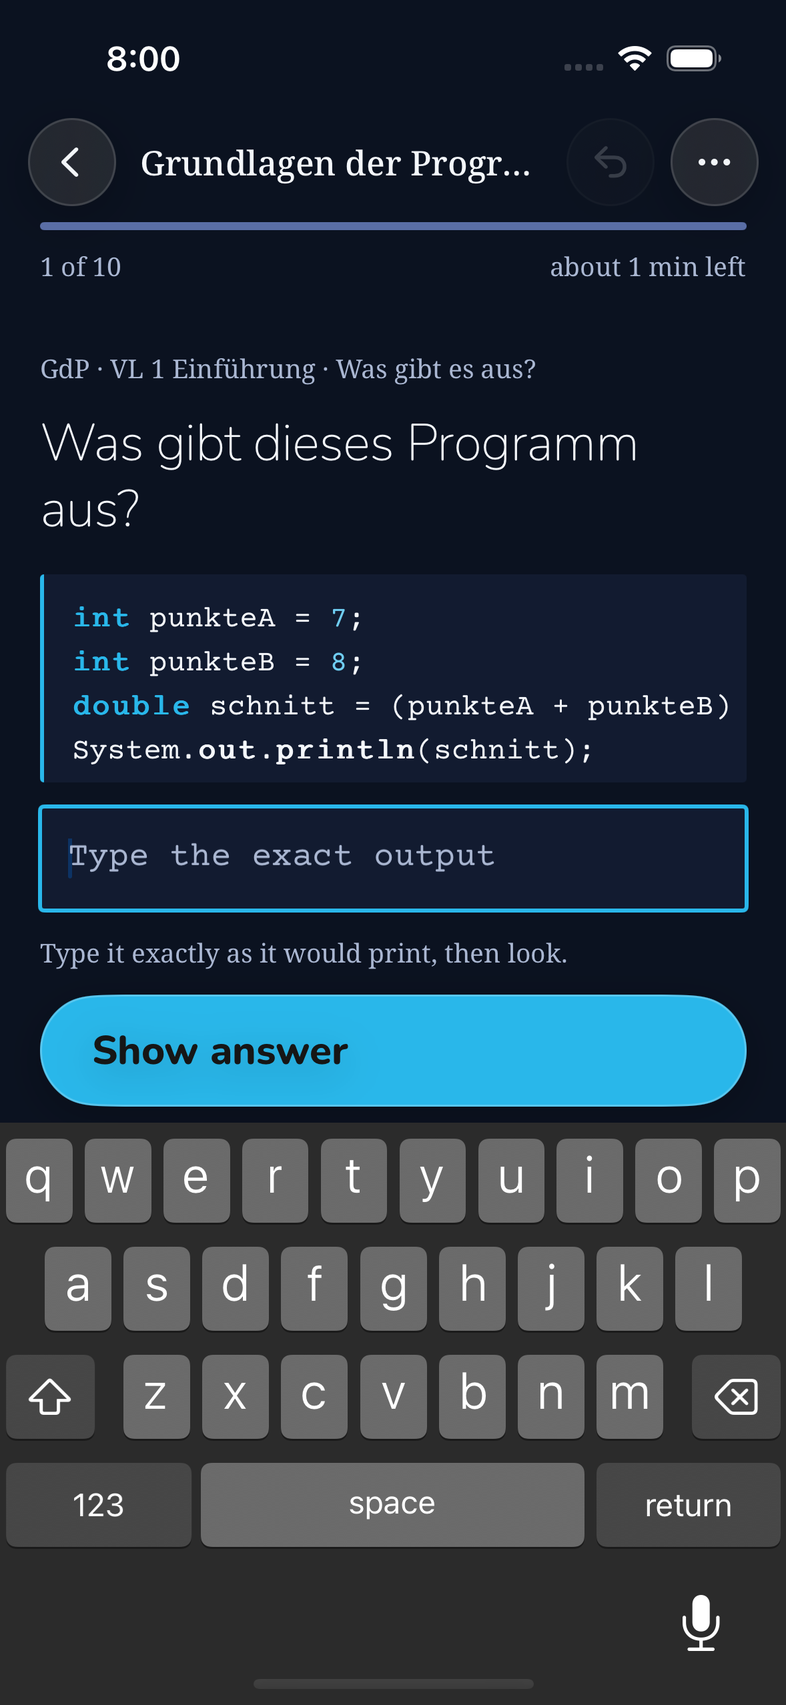 8:00
Grundlagen der Progr...
1 of 10
about 1 min left
GdP · VL 1 Einführung · Was gibt es aus?
Was gibt dieses Programm
aus?
int punkteA = 7;
int punkteB = 8;
double schnitt = (punkteA + punkteB)
System.out.println(schnitt);
Type the exact output
Type it exactly as it would print, then look.
Show answer
q w e r t y u i o p
a s d f g h j k l
z x c v b n m
123 space return